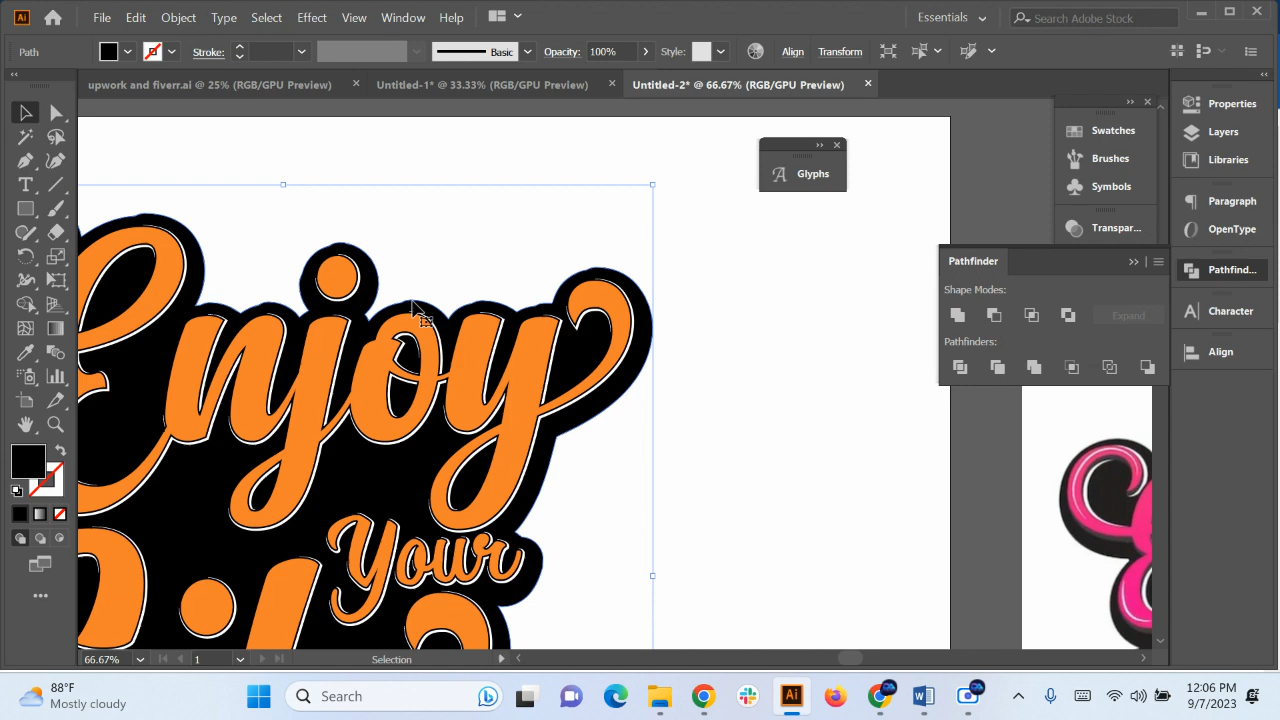 Ai File Edit Object Type Select Effect View Window Help Essentials Search Adobe Stock
Path Stroke: Basic Opacity: 100% Style: Align Transform
upwork and fiverr.ai @ 25% (RGB/GPU Preview) Untitled-1* @ 33.33% (RGB/GPU Preview) Untitled-2* @ 66.67% (RGB/GPU Preview)
Swatches
Brushes
Symbols
Transpar...
Properties
Layers
Libraries
Paragraph
OpenType
Pathfind...
Character
Align
Glyphs
Pathfinder
Shape Modes:
Expand
Pathfinders:
Enjoy
Your
66.67% 1 Selection
88°F
Mostly cloudy
Search
Ai
12:06 PM
9/7/2023